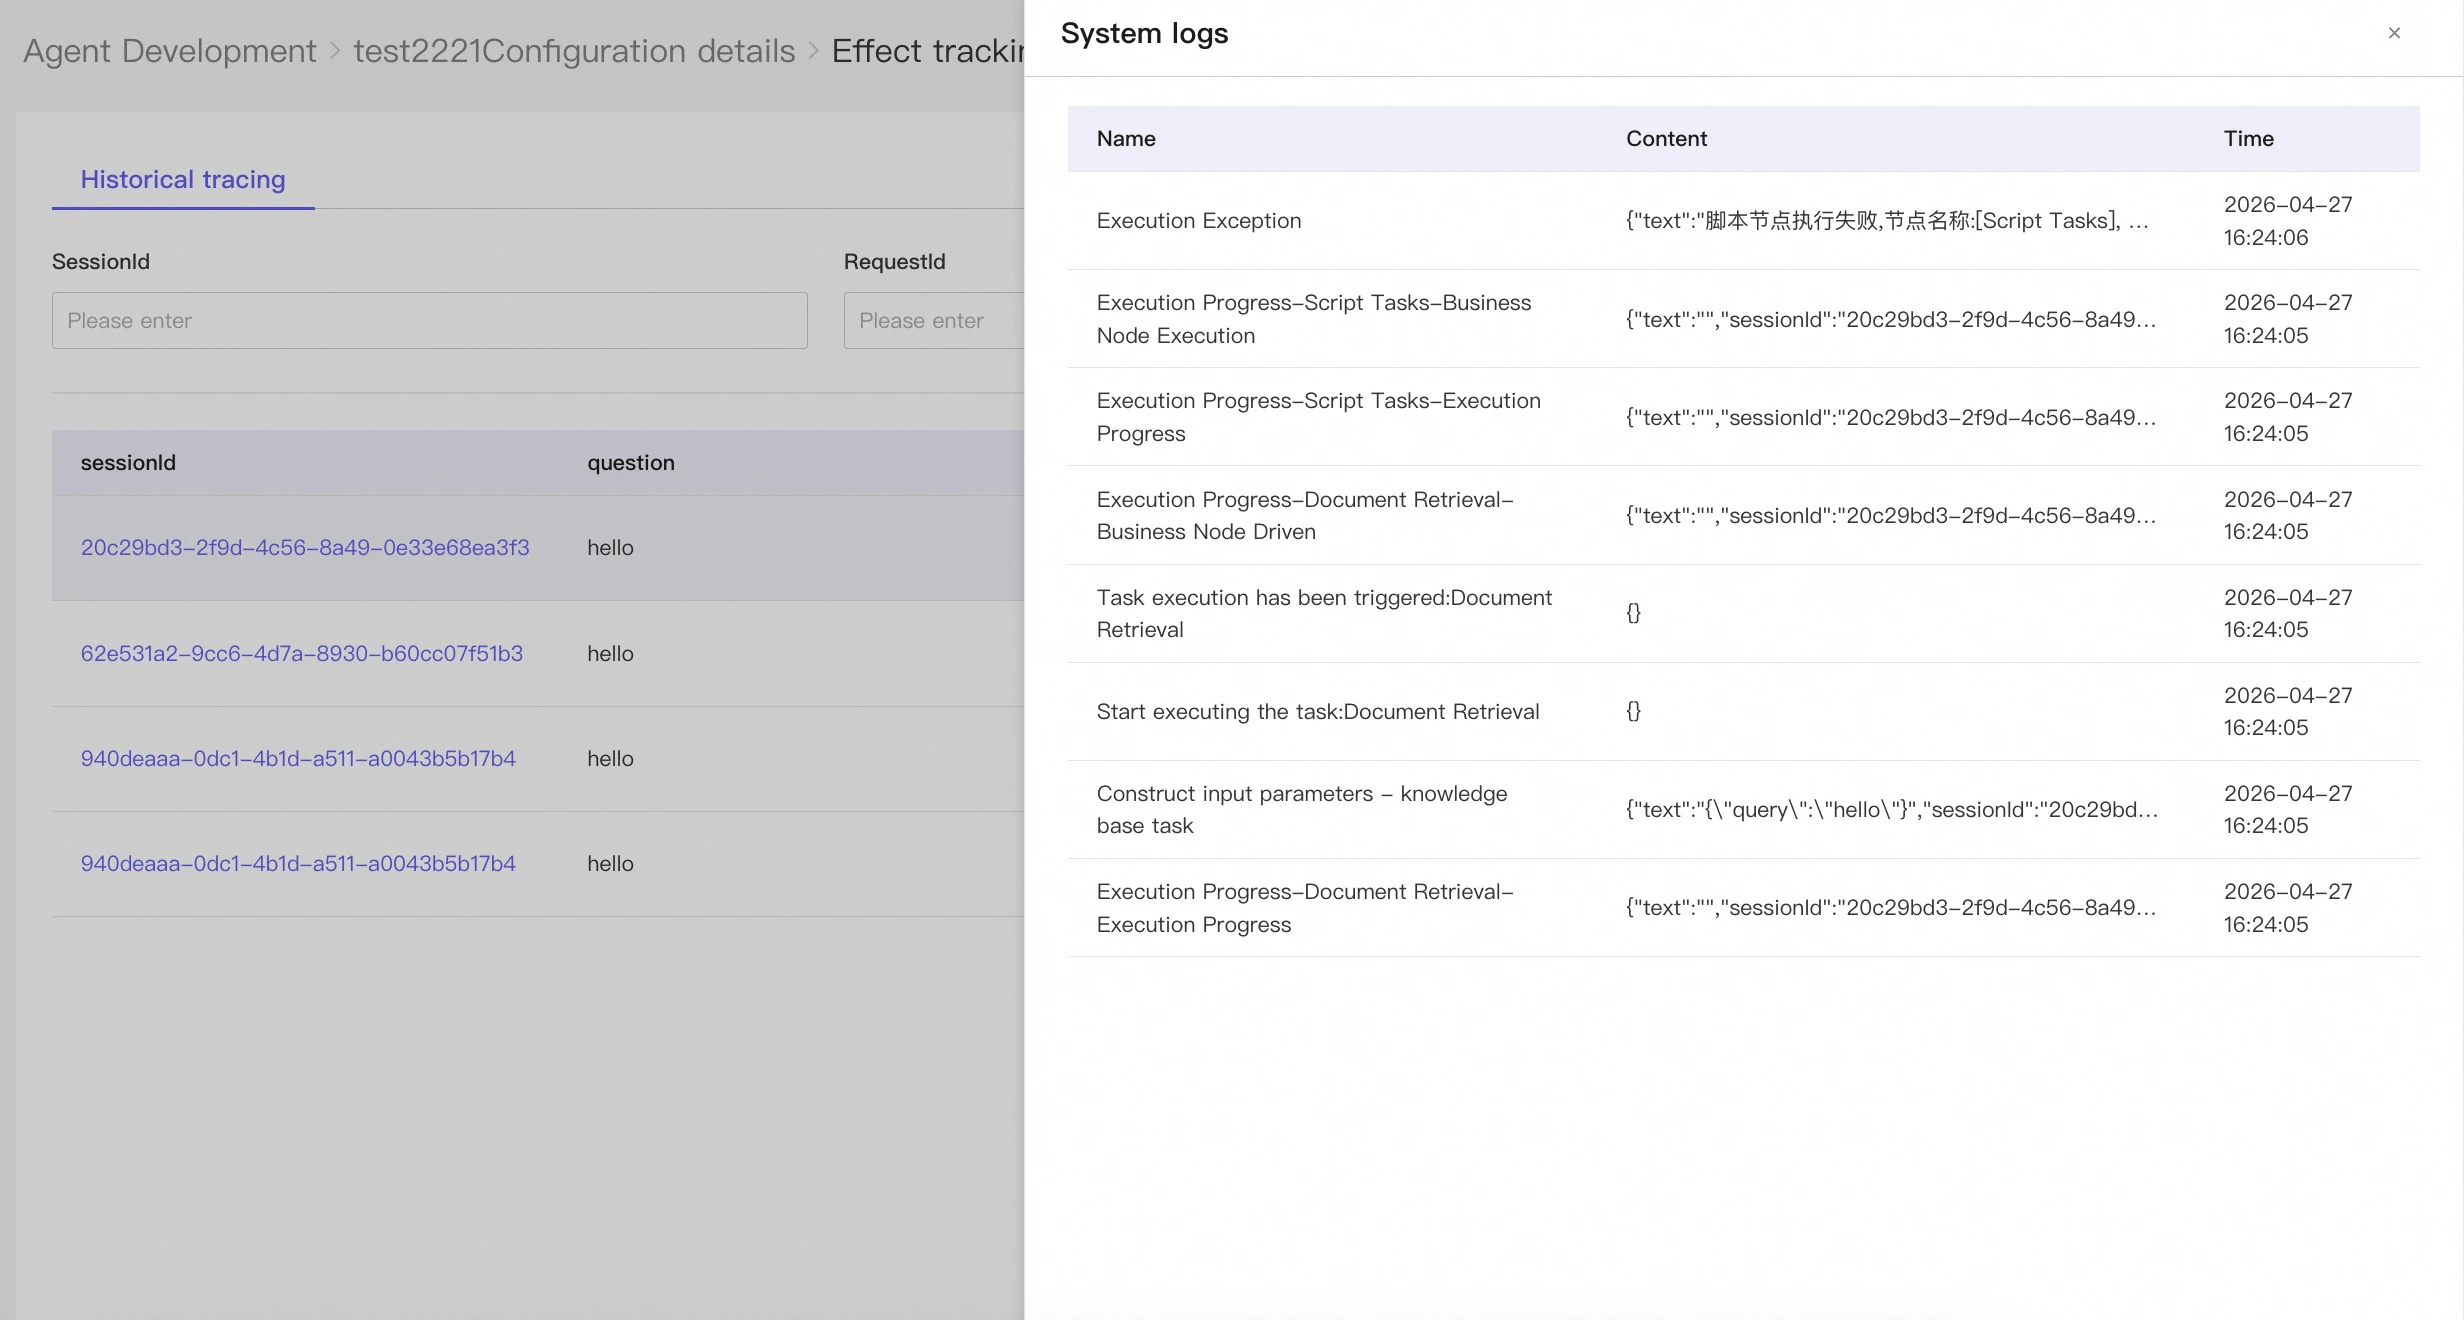 Agent Development > test2221Configuration details > Effect trackin
Historical tracing
SessionId
RequestId
Please enter
Please enter
sessionId question
20c29bd3-2f9d-4c56-8a49-0e33e68ea3f3 hello
62e531a2-9cc6-4d7a-8930-b60cc07f51b3 hello
940deaaa-0dc1-4b1d-a511-a0043b5b17b4 hello
940deaaa-0dc1-4b1d-a511-a0043b5b17b4 hello
System logs
Name Content Time
Execution Exception {"text":"脚本节点执行失败,节点名称:[Script Tasks], ... 2026-04-27
16:24:06
Execution Progress-Script Tasks-Business
Node Execution {"text":"","sessionId":"20c29bd3-2f9d-4c56-8a49... 2026-04-27
16:24:05
Execution Progress-Script Tasks-Execution
Progress {"text":"","sessionId":"20c29bd3-2f9d-4c56-8a49... 2026-04-27
16:24:05
Execution Progress-Document Retrieval-
Business Node Driven {"text":"","sessionId":"20c29bd3-2f9d-4c56-8a49... 2026-04-27
16:24:05
Task execution has been triggered:Document
Retrieval {} 2026-04-27
16:24:05
Start executing the task:Document Retrieval {} 2026-04-27
16:24:05
Construct input parameters - knowledge
base task {"text":"{\"query\":\"hello\"}","sessionId":"20c29bd... 2026-04-27
16:24:05
Execution Progress-Document Retrieval-
Execution Progress {"text":"","sessionId":"20c29bd3-2f9d-4c56-8a49... 2026-04-27
16:24:05